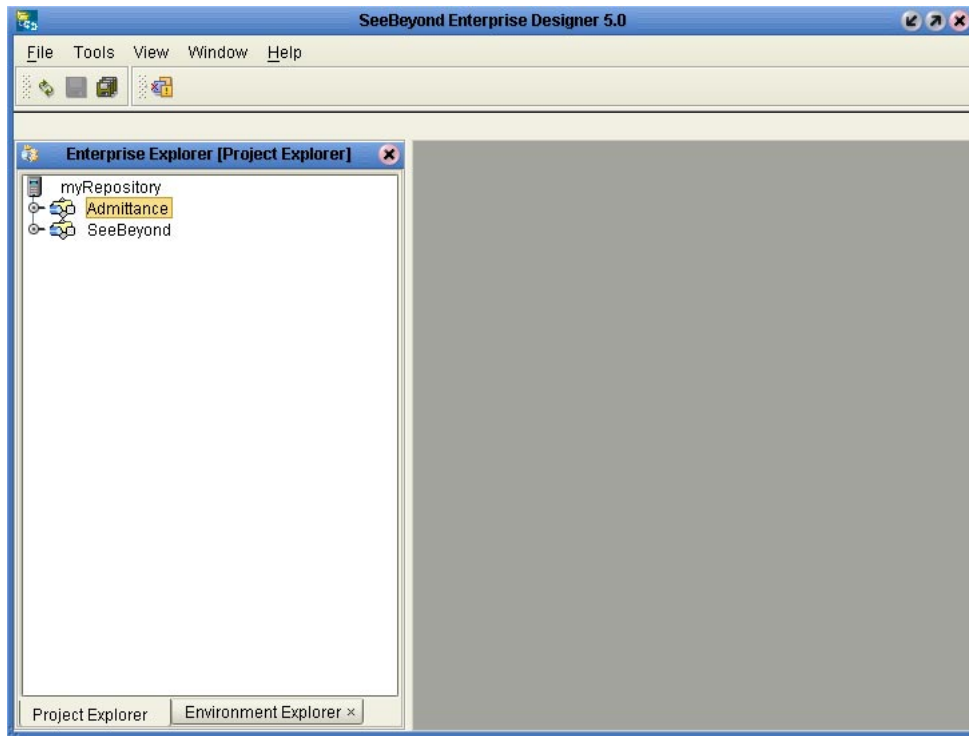 SeeBeyond Enterprise Designer 5.0
File Tools View Window Help
Enterprise Explorer [Project Explorer]
myRepository
Admittance
SeeBeyond
Project Explorer Environment Explorer ×